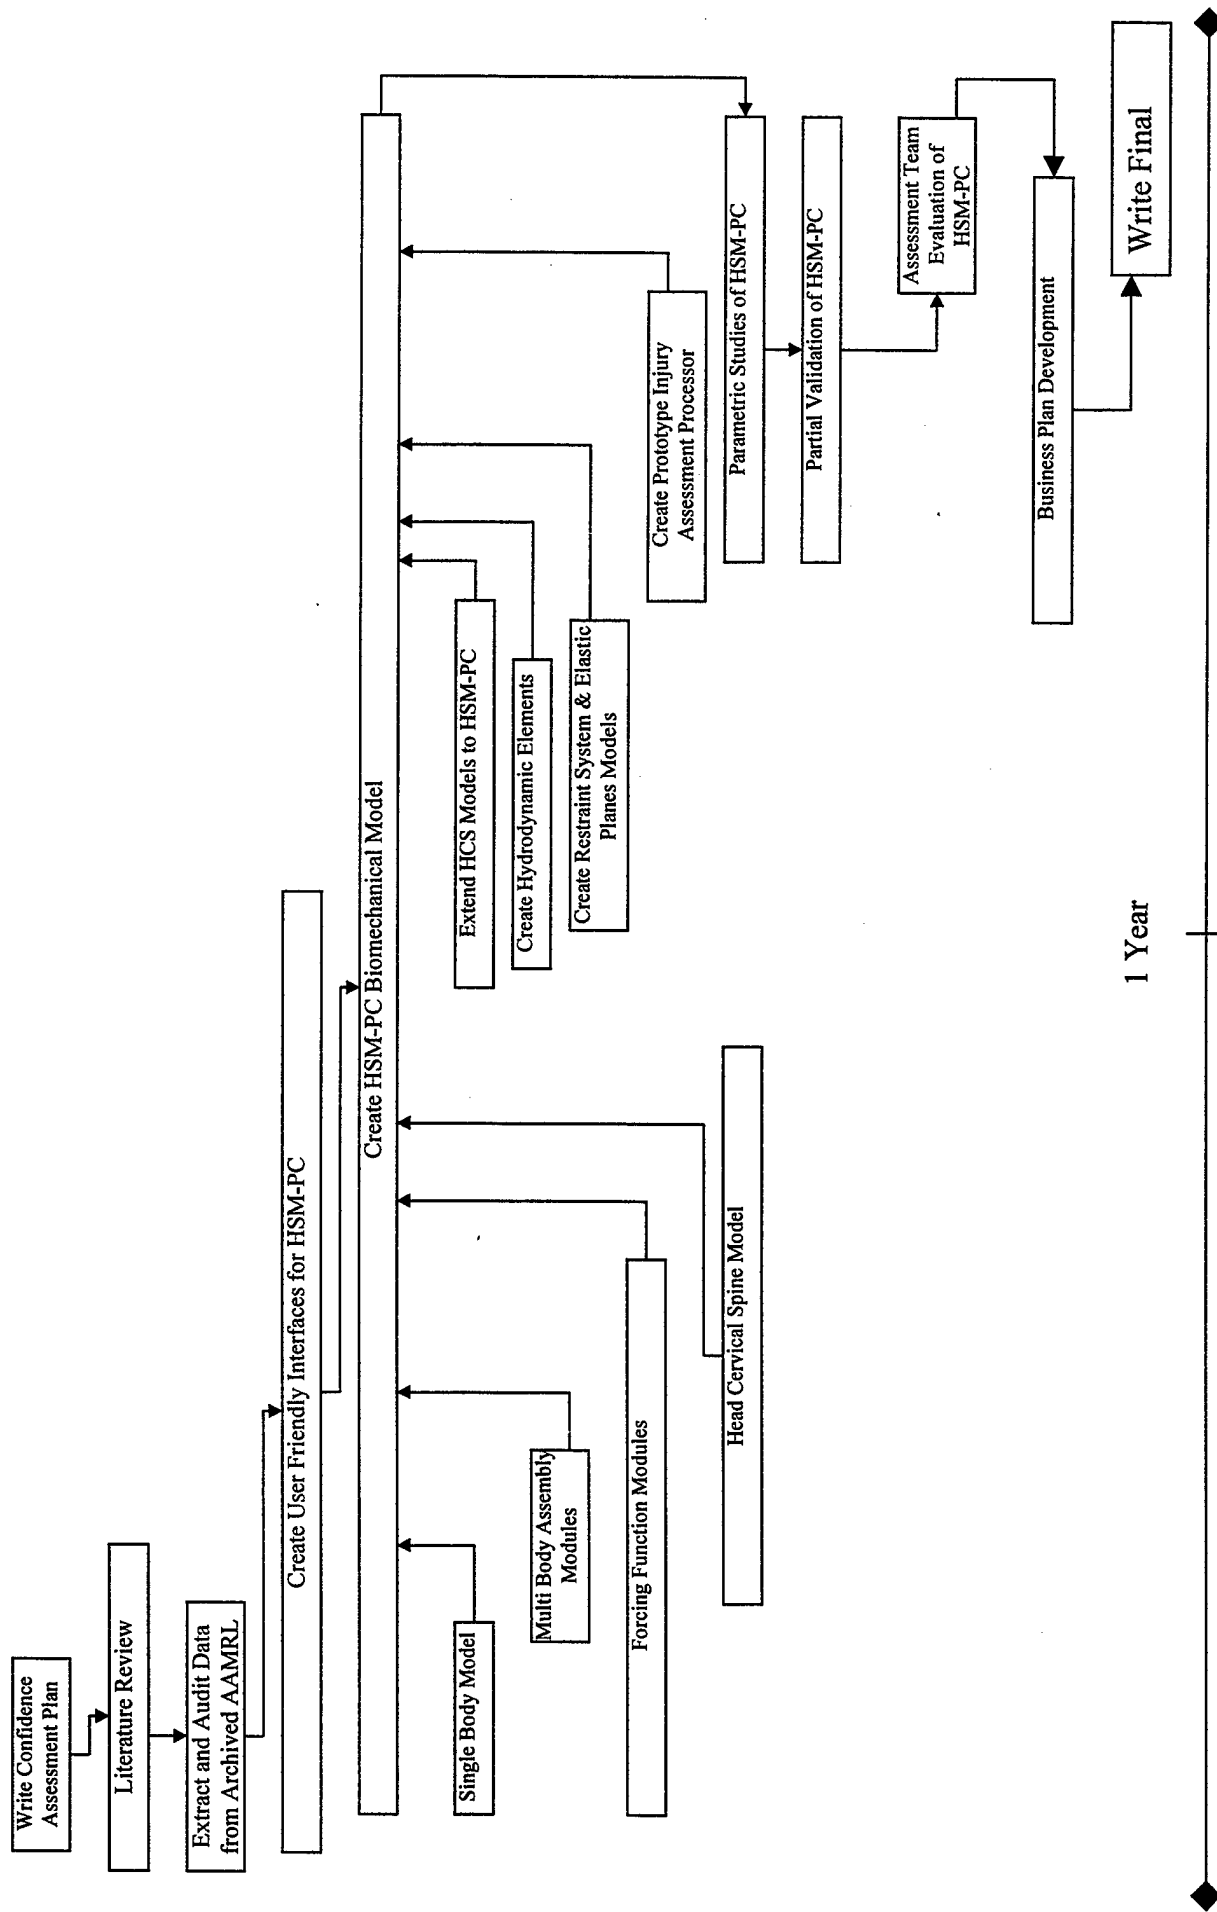 Write Confidence
Assessment Plan
Literature Review
Extract and Audit Data
from Archived AAMRL
Create User Friendly Interfaces for HSM-PC
Create HSM-PC Biomechanical Model
Single Body Model
Multi Body Assembly
Modules
Forcing Function Modules
Head Cervical Spine Model
Extend HCS Models to HSM-PC
Create Hydrodynamic Elements
Create Restraint System & Elastic
Planes Models
Create Prototype Injury
Assessment Processor
Parametric Studies of HSM-PC
Partial Validation of HSM-PC
Assessment Team
Evaluation of
HSM-PC
Business Plan Development
Write Final
1 Year